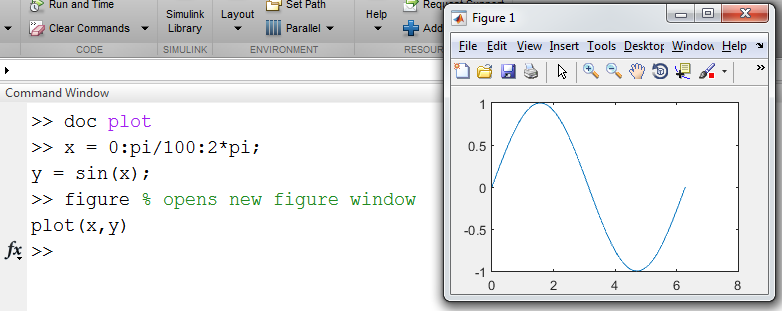 Run and Time
Clear Commands
CODE
Simulink
Library
SIMULINK
Layout
Set Path
Parallel
ENVIRONMENT
Help
Request Support
Add
RESOUR
Command Window
>> doc plot
>> x = 0:pi/100:2*pi;
y = sin(x);
>> figure % opens new figure window
plot(x,y)
fx >>
Figure 1
File Edit View Insert Tools Desktop Window Help
1
0.5
0
-0.5
-1
0 2 4 6 8